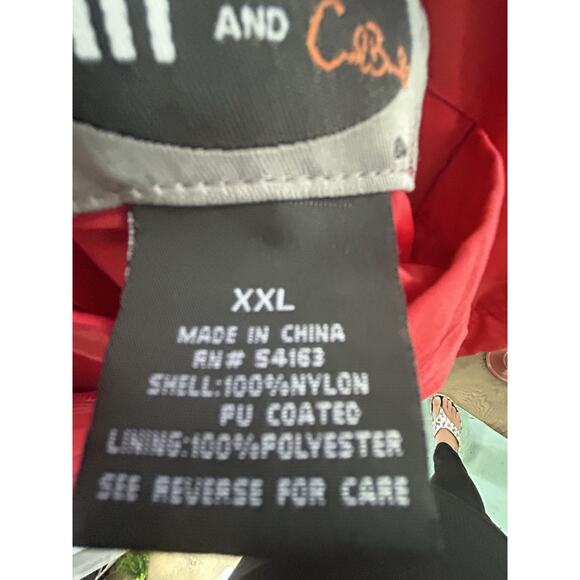 AND
XXL
MADE IN CHINA
RN# 54163
SHELL:100%NYLON
PU COATED
LINING:100%POLYESTER
SEE REVERSE FOR CARE